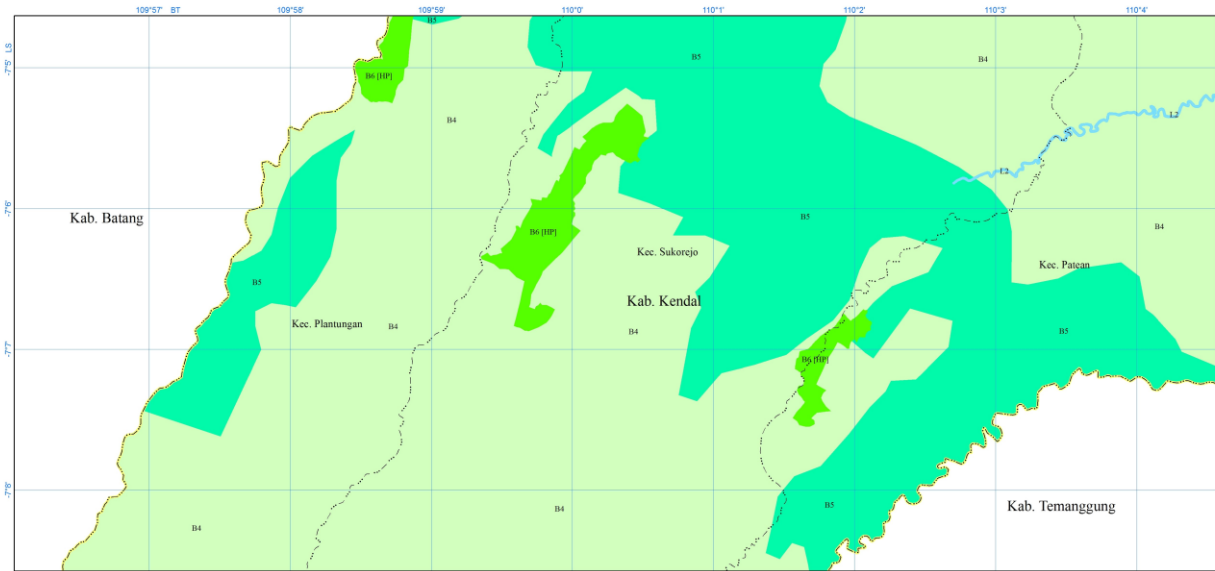 109°57' BT
109°58'
109°59'
110°0'
110°1'
110°2'
110°3'
110°4'
-7°5' LS
-7°6'
-7°7'
-7°8'
B5
B5
B4
B6 [HP]
B4
L2
L2
Kab. Batang
B5
B4
B6 [HP]
Kec. Sukorejo
Kec. Patean
B5
Kab. Kendal
Kec. Plantungan
B4
B4
B5
B6 [HP]
B4
B4
B5
Kab. Temanggung